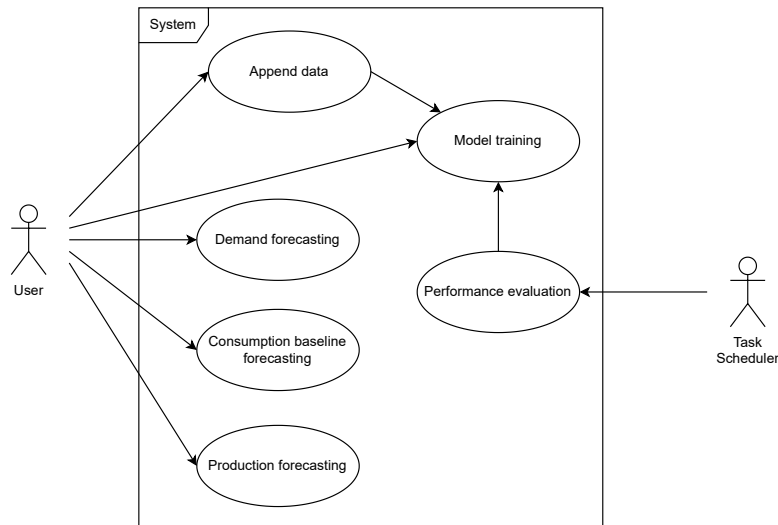 System
Append data
Model training
Demand forecasting
User
Performance evaluation
Consumption baseline
forecasting
Task
Scheduler
Production forecasting